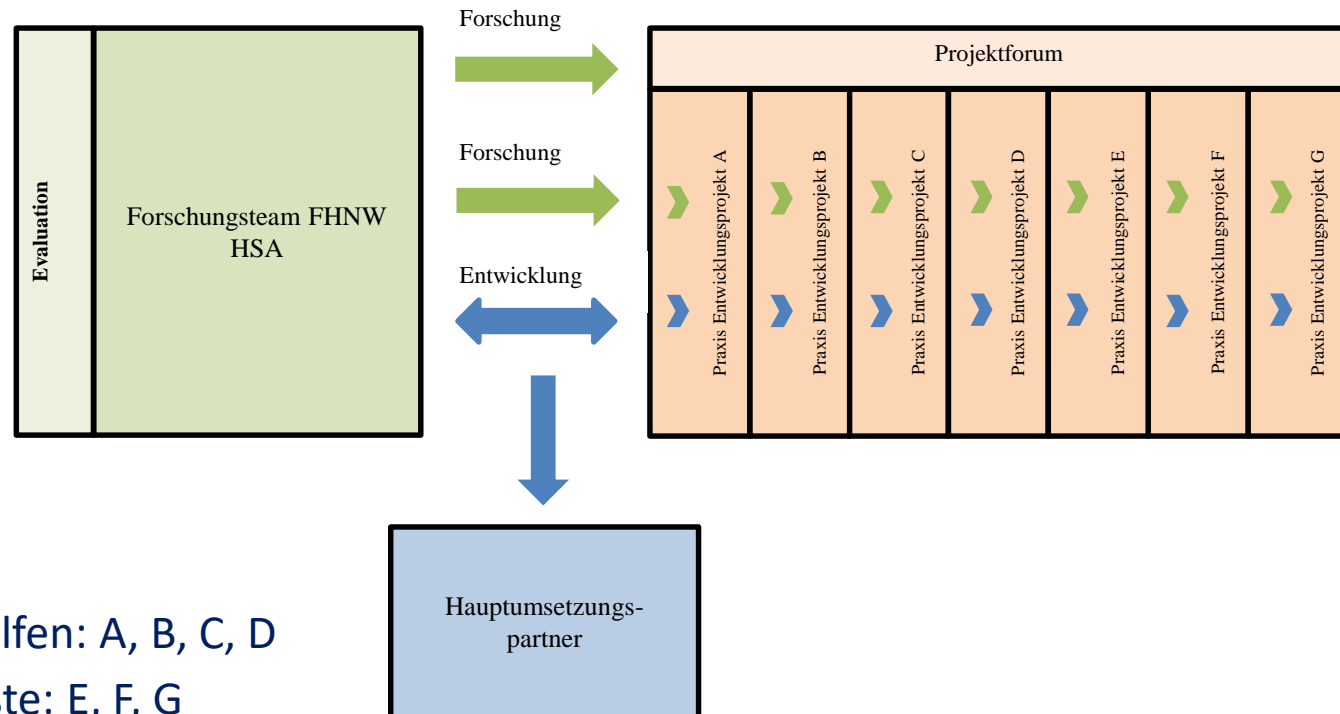 Forschung
Projektforum
Evaluation
Forschungsteam FHNW
HSA
Forschung
Entwicklung
Praxis Entwicklungsprojekt A
Praxis Entwicklungsprojekt B
Praxis Entwicklungsprojekt C
Praxis Entwicklungsprojekt D
Praxis Entwicklungsprojekt E
Praxis Entwicklungsprojekt F
Praxis Entwicklungsprojekt G
Hauptumsetzungs-
partner
A, B, C, D
E, F, G